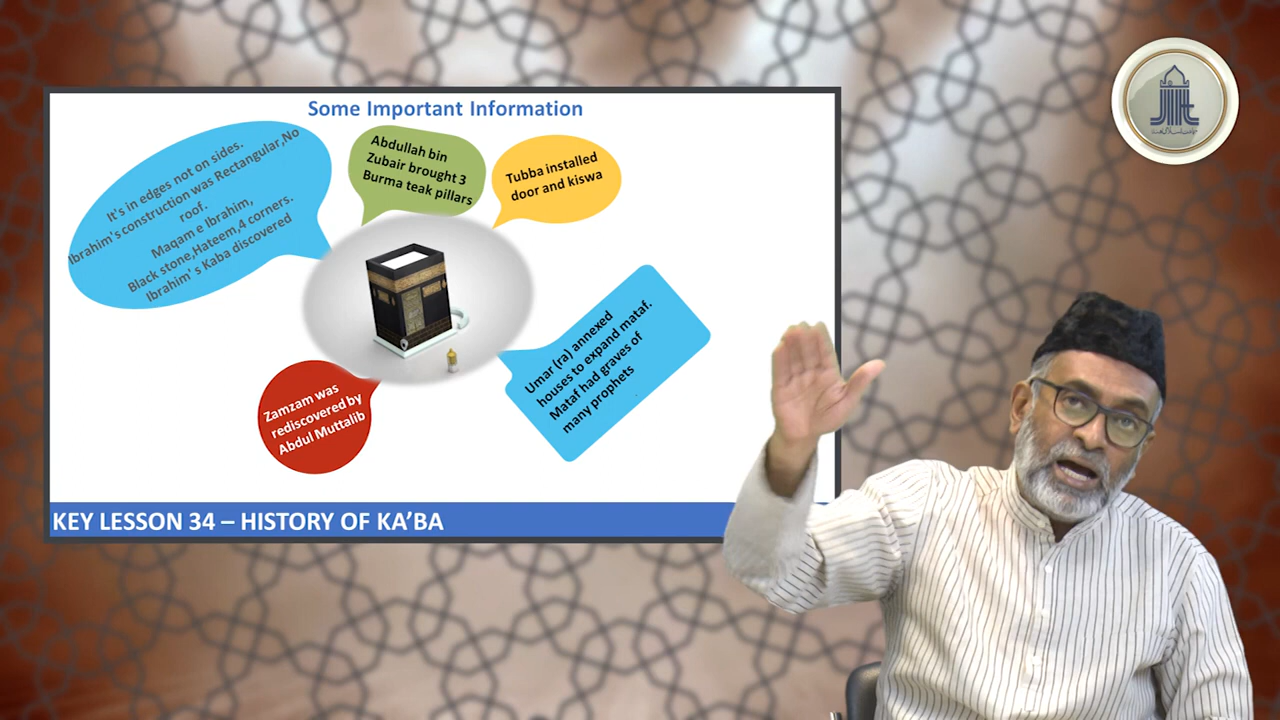 Some Important Information
It's in edges not on sides.
Ibrahim's construction was Rectangular,No
roof.
Maqam e Ibrahim,
Black stone,Hateem,4 corners.
Ibrahim' s Kaba discovered
Abdullah bin
Zubair brought 3
Burma teak pillars
Tubba installed
door and kiswa
Umar (ra) annexed
houses to expand mataf.
Mataf had graves of
many prophets
Zamzam was
rediscovered by
Abdul Muttalib
KEY LESSON 34 – HISTORY OF KA’BA